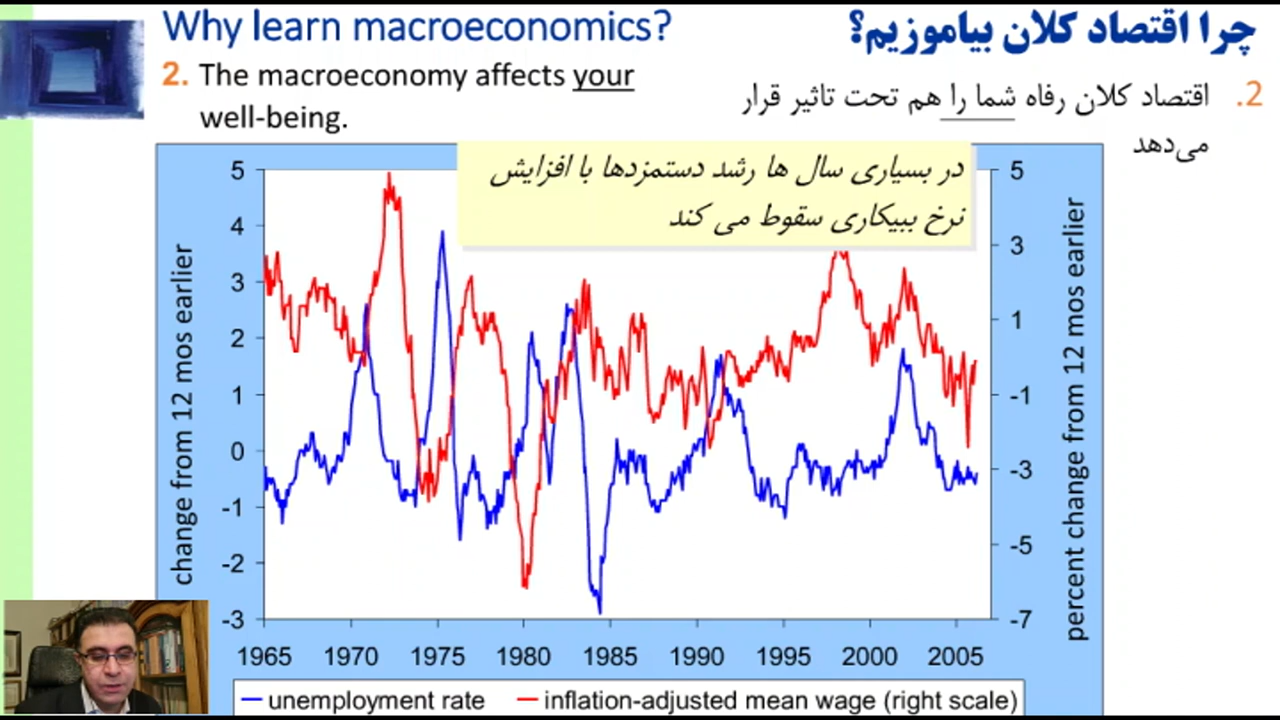 Why learn macroeconomics?
2. The macroeconomy affects your
well-being.
چرا اقتصاد کلان بیاموزیم؟
2. اقتصاد کلان رفاه شما را هم تحت تاثیر قرار
می‌دهد
در بسیاری سال ها رشد دستمزدها با افزایش
نرخ ببیکاری سقوط می کند
change from 12 mos earlier
5
4
3
2
1
0
-1
-2
-3
5
3
1
-1
-3
-5
-7
percent change from 12 mos earlier
1965 1970 1975 1980 1985 1990 1995 2000 2005
unemployment rate inflation-adjusted mean wage (right scale)